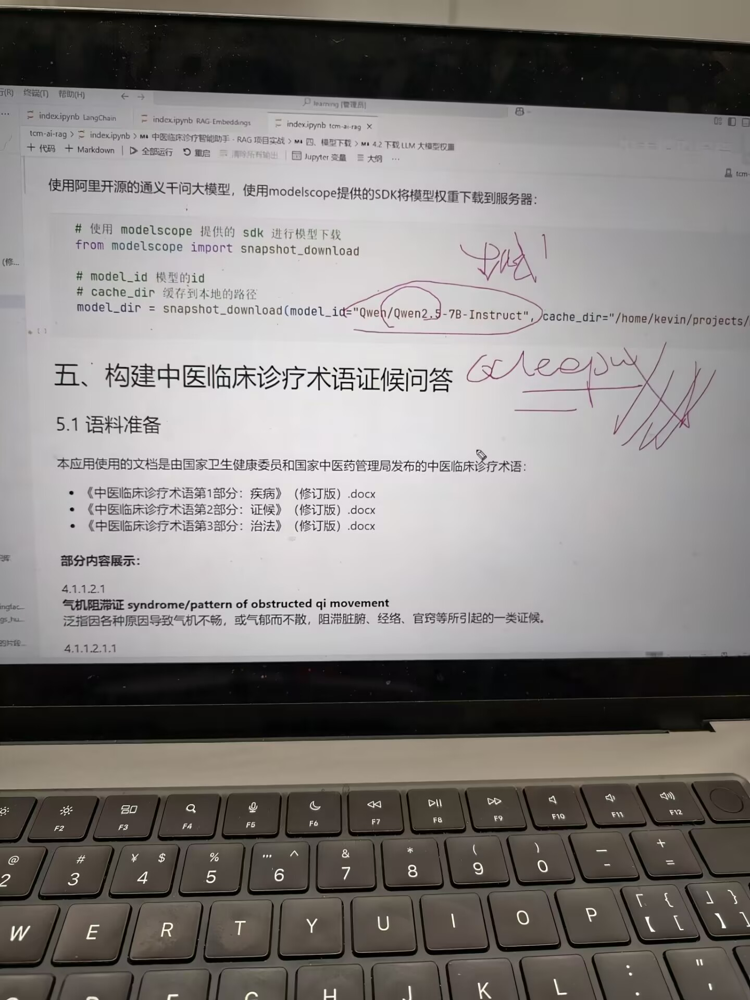 行(R) 终端(T) 帮助(H) ← → learning [管理员]
index.ipynb LangChain index.ipynb RAG-Embeddings index.ipynb tcm-ai-rag ×
tcm-ai-rag > index.ipynb > M↓ 中医临床诊疗智能助手 - RAG 项目实战 > M↓ 四、模型下载 > M↓ 4.2 下载 LLM 大模型权重
+ 代码 + Markdown | 全部运行 重启 清除所有输出 | Jupyter 变量 大纲 ...
tcm-
使用阿里开源的通义千问大模型，使用modelscope提供的SDK将模型权重下载到服务器：
# 使用 modelscope 提供的 sdk 进行模型下载
from modelscope import snapshot_download
(修...
# model_id 模型的id
# cache_dir 缓存到本地的路径
model_dir = snapshot_download(model_id="Qwen/Qwen2.5-7B-Instruct", cache_dir="/home/kevin/projects/
[ ]
五、构建中医临床诊疗术语证候问答
5.1 语料准备
本应用使用的文档是由国家卫生健康委员和国家中医药管理局发布的中医临床诊疗术语：
• 《中医临床诊疗术语第1部分：疾病》（修订版）.docx
• 《中医临床诊疗术语第2部分：证候》（修订版）.docx
• 《中医临床诊疗术语第3部分：治法》（修订版）.docx
部分内容展示：
4.1.1.2.1
气机阻滞证 syndrome/pattern of obstructed qi movement
泛指因各种原因导致气机不畅，或气郁而不散，阻滞脏腑、经络、官窍等所引起的一类证候。
4.1.1.2.1.1
ingfac...
gs_hu...
的片段...
F2 F3 F4 F5 F6 F7 F8 F9 F10 F11 F12
@ # ¥ $ % … ^ & * ( ) — +
2 3 4 5 6 7 8 9 0 - =
「 { 」 }
W E R T Y U I O P 【 [ 】 ]
J K L : "
. '